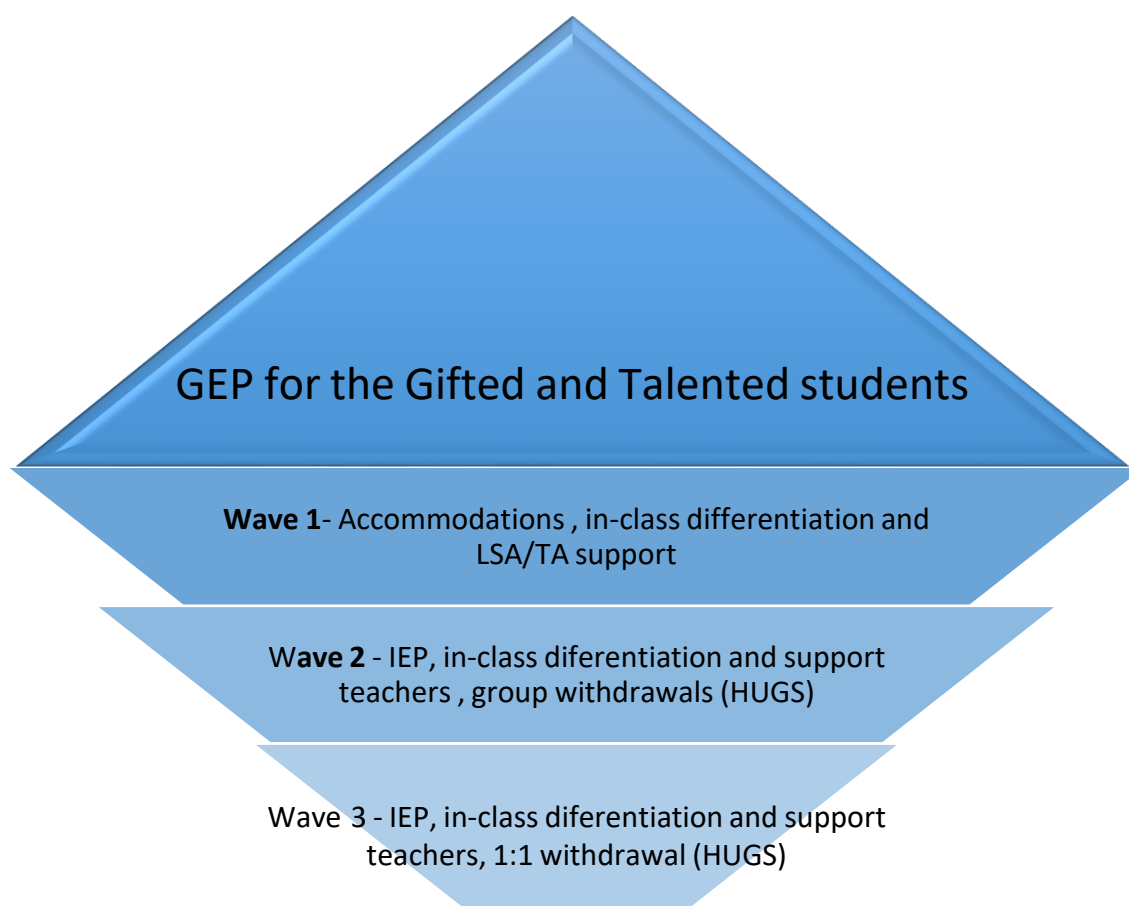 GEP for the Gifted and Talented students
Wave 1- Accommodations , in-class differentiation and
LSA/TA support
Wave 2 - IEP, in-class diferentiation and support
teachers , group withdrawals (HUGS)
Wave 3 - IEP, in-class diferentiation and support
teachers, 1:1 withdrawal (HUGS)